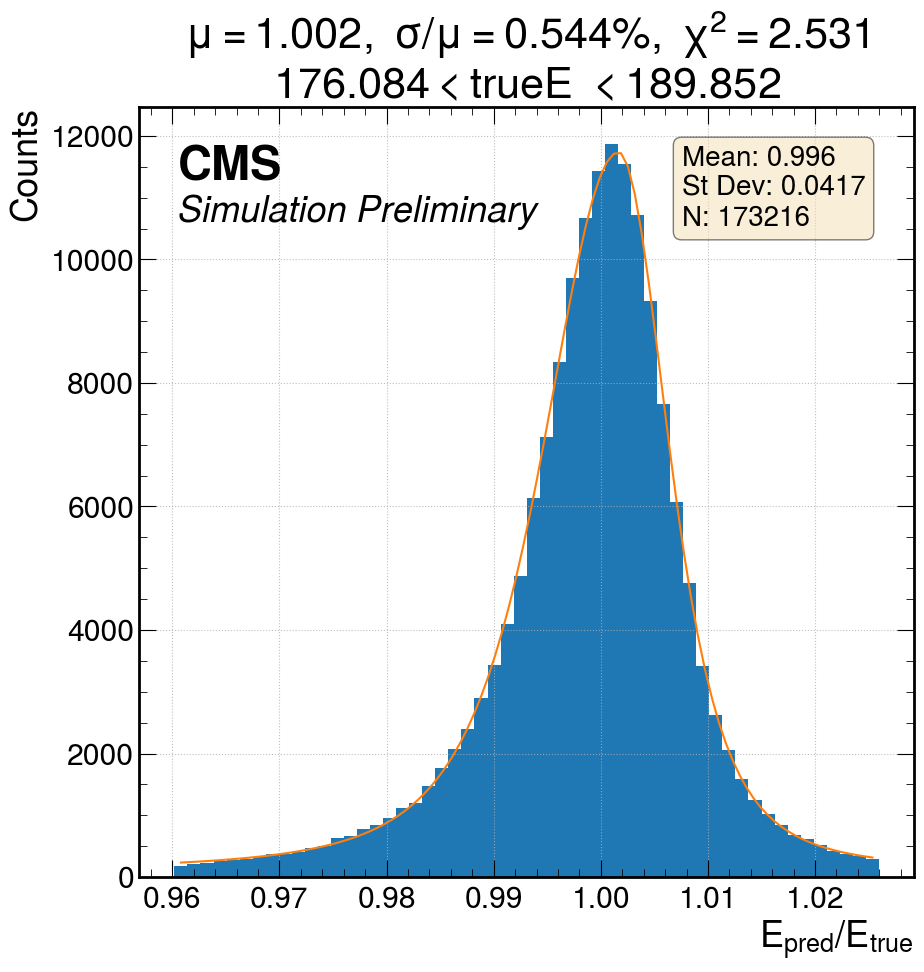 μ = 1.002, σ/μ = 0.544%, χ² = 2.531
176.084 < trueE < 189.852
Counts
CMS
Simulation Preliminary
Mean: 0.996
St Dev: 0.0417
N: 173216
12000
10000
8000
6000
4000
2000
0
0.96 0.97 0.98 0.99 1.00 1.01 1.02
E_pred/E_true